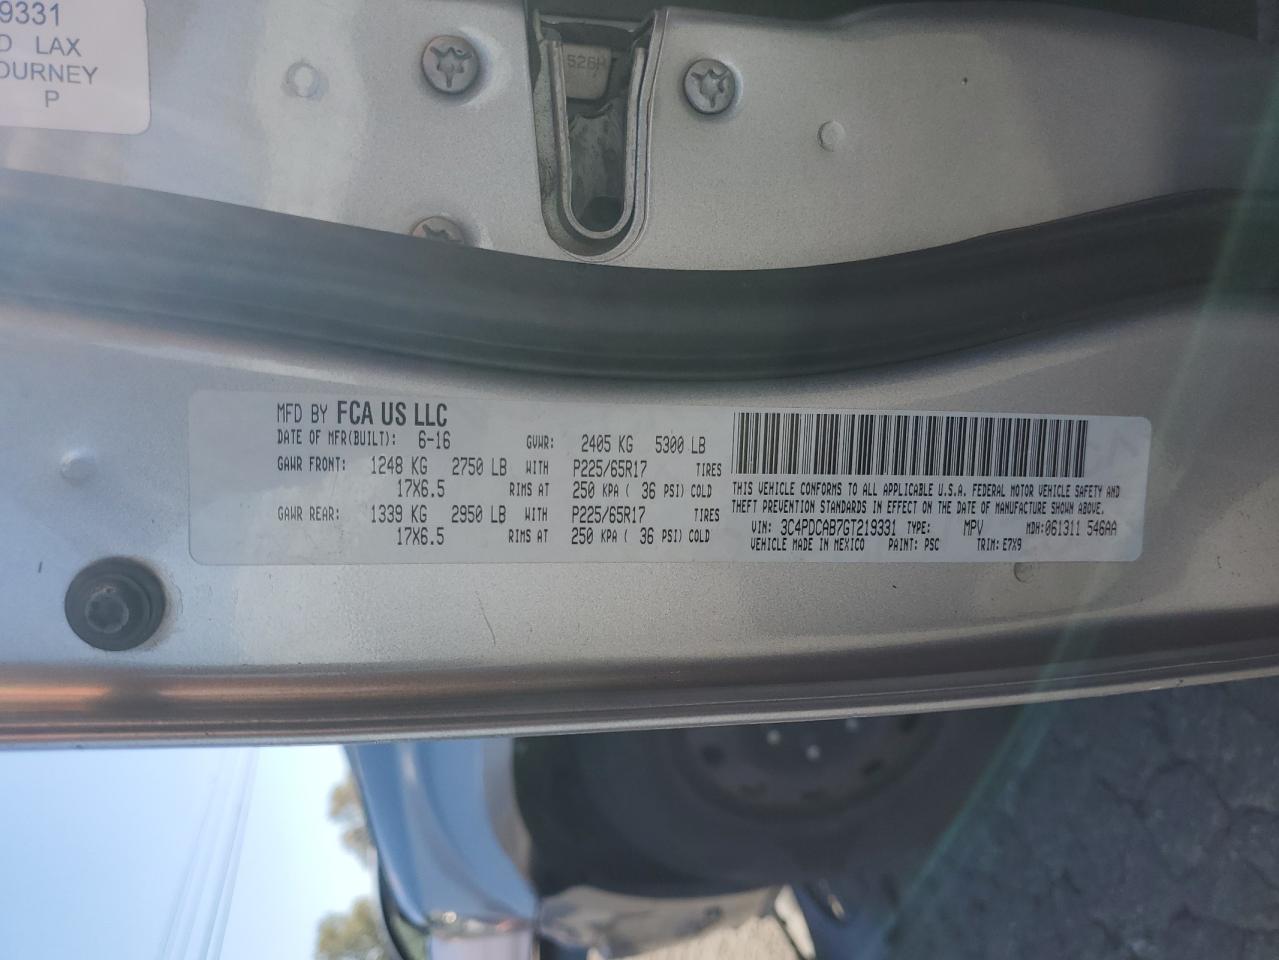 9331
D LAX
OURNEY
P
526H
MFD BY FCA US LLC
DATE OF MFR(BUILT): 6-16 GVWR: 2405 KG 5300 LB
GAWR FRONT: 1248 KG 2750 LB WITH P225/65R17 TIRES
17X6.5 RIMS AT 250 KPA ( 36 PSI) COLD
GAWR REAR: 1339 KG 2950 LB WITH P225/65R17 TIRES
17X6.5 RIMS AT 250 KPA ( 36 PSI) COLD
THIS VEHICLE CONFORMS TO ALL APPLICABLE U.S.A. FEDERAL MOTOR VEHICLE SAFETY AND
THEFT PREVENTION STANDARDS IN EFFECT ON THE DATE OF MANUFACTURE SHOWN ABOVE.
VIN: 3C4PDCAB7GT219331 TYPE: MPV MDH:061311 546AA
VEHICLE MADE IN MEXICO PAINT: PSC TRIM: E7X9